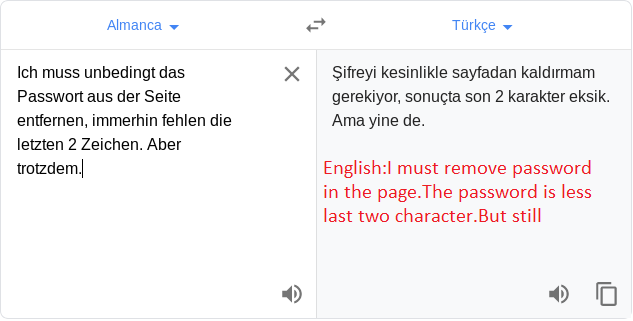 Almanca
Türkçe
Ich muss unbedingt das
Passwort aus der Seite
entfernen, immerhin fehlen die
letzten 2 Zeichen. Aber
trotzdem.
Şifreyi kesinlikle sayfadan kaldırmam
gerekiyor, sonuçta son 2 karakter eksik.
Ama yine de.
English:I must remove password
in the page.The password is less
last two character.But still